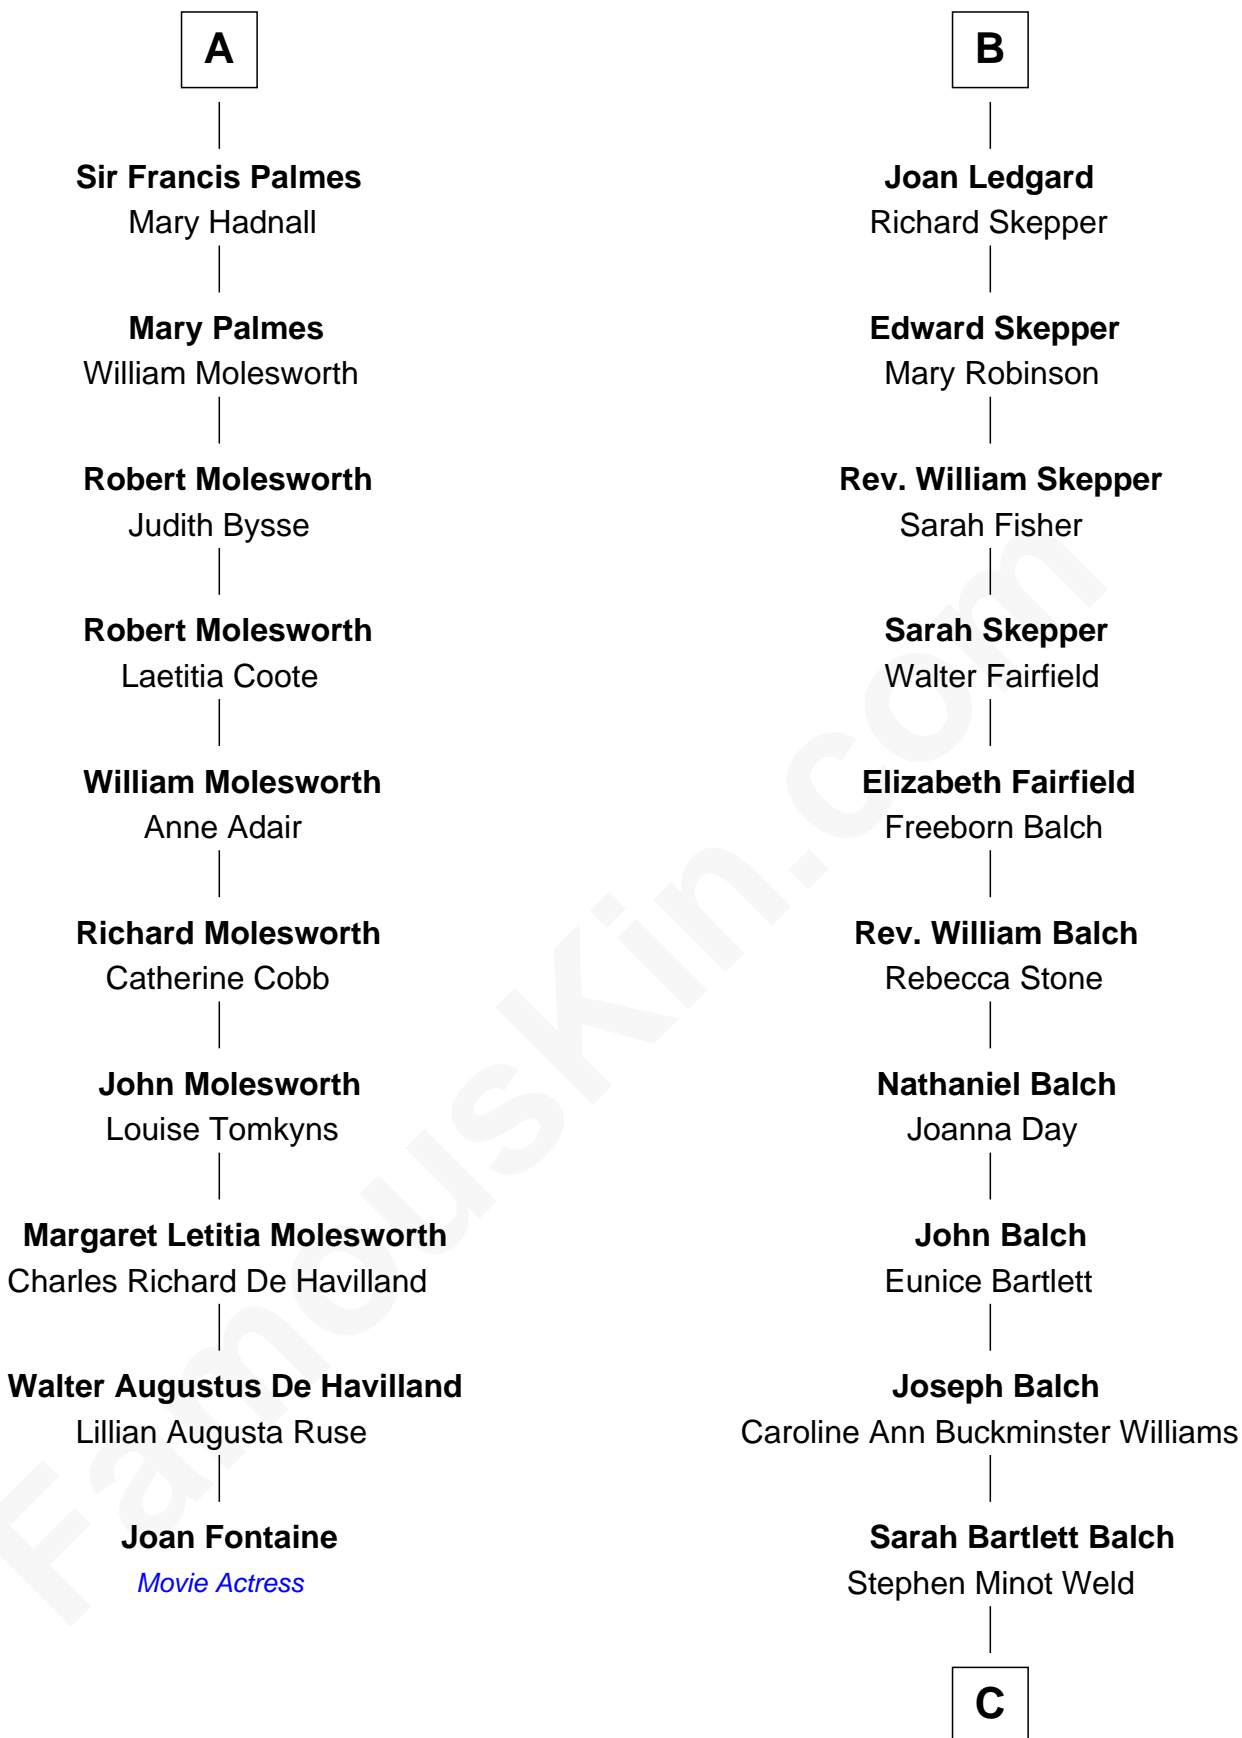 A
Sir Francis Palmes
Mary Hadnall
Mary Palmes
William Molesworth
Robert Molesworth
Judith Bysse
Robert Molesworth
Laetitia Coote
William Molesworth
Anne Adair
Richard Molesworth
Catherine Cobb
John Molesworth
Louise Tomkyns
Margaret Letitia Molesworth
Charles Richard De Havilland
Walter Augustus De Havilland
Lillian Augusta Ruse
Joan Fontaine
Movie Actress
B
Joan Ledgard
Richard Skepper
Edward Skepper
Mary Robinson
Rev. William Skepper
Sarah Fisher
Sarah Skepper
Walter Fairfield
Elizabeth Fairfield
Freeborn Balch
Rev. William Balch
Rebecca Stone
Nathaniel Balch
Joanna Day
John Balch
Eunice Bartlett
Joseph Balch
Caroline Ann Buckminster Williams
Sarah Bartlett Balch
Stephen Minot Weld
C
FamousKin.com